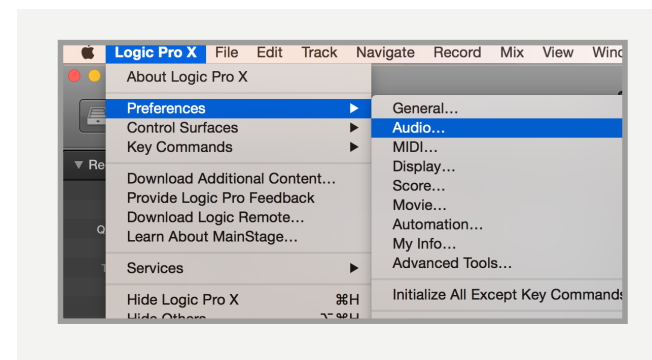 Logic Pro X File Edit Track Navigate Record Mix View
About Logic Pro X
Preferences
Control Surfaces
Key Commands
Download Additional Content...
Provide Logic Pro Feedback
Download Logic Remote...
Learn About MainStage...
Services
Hide Logic Pro X ⌘H
Hide Others ⌥⌘H
General...
Audio...
MIDI...
Display...
Score...
Movie...
Automation...
My Info...
Advanced Tools...
Initialize All Except Key Commands